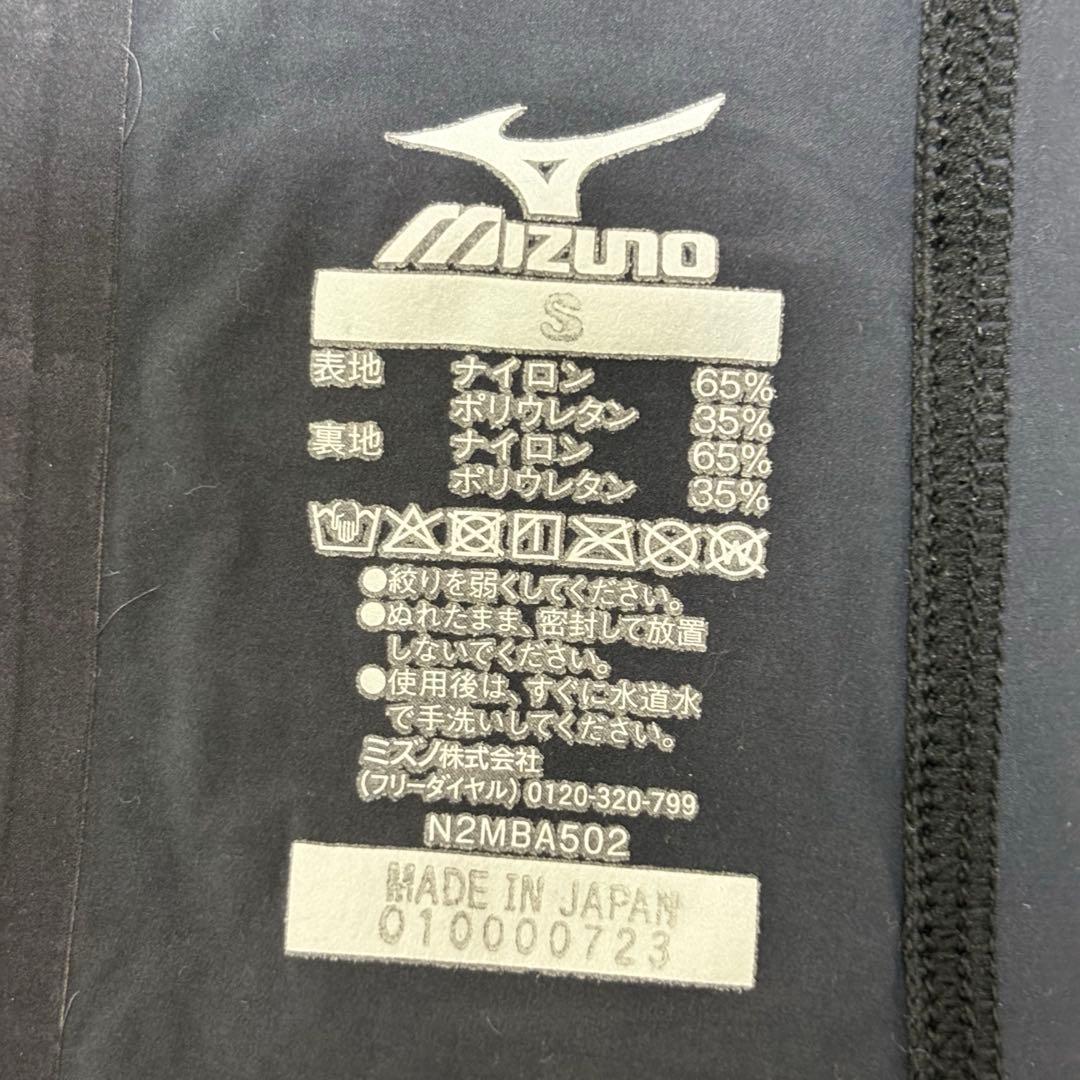 MIZUNO
S
表地 ナイロン 65%
ポリウレタン 35%
裏地 ナイロン 65%
ポリウレタン 35%
●絞りを弱くしてください。
●ぬれたまま、密封して放置
しないでください。
●使用後は、すぐに水道水
で手洗いしてください。
ミズノ株式会社
(フリーダイヤル) 0120-320-799
N2MBA502
MADE IN JAPAN
010000723